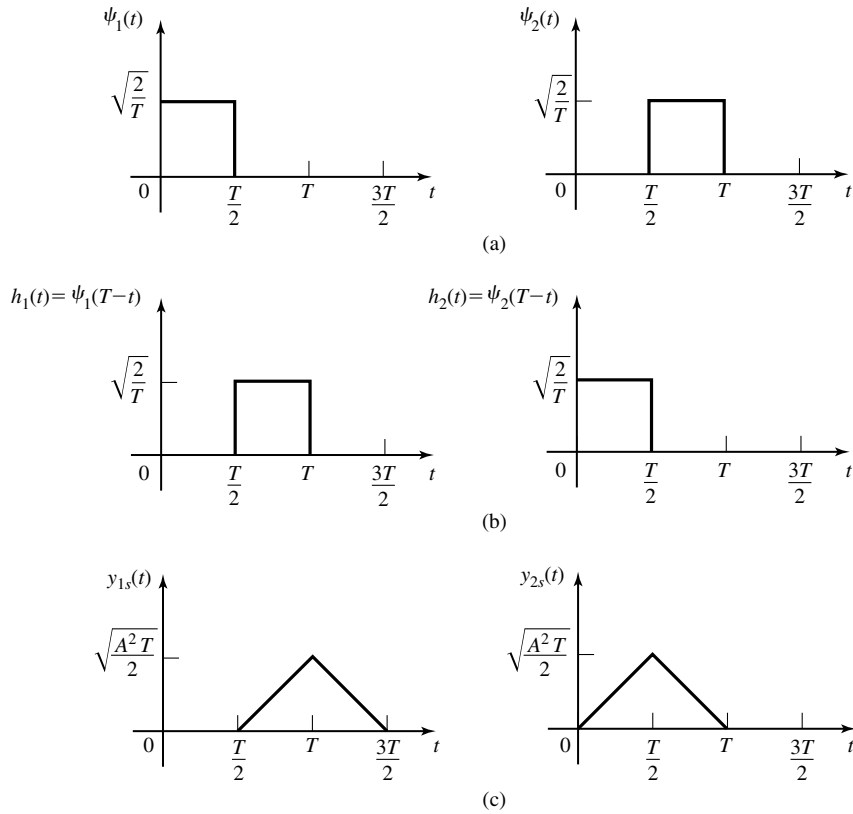 ψ₁(t) ψ₂(t)
√(2/T) √(2/T)
0 T/2 T 3T/2 t 0 T/2 T 3T/2 t
(a)
h₁(t) = ψ₁(T−t) h₂(t) = ψ₂(T−t)
√(2/T) √(2/T)
0 T/2 T 3T/2 t 0 T/2 T 3T/2 t
(b)
y₁ₛ(t) y₂ₛ(t)
√(A² T/2) √(A² T/2)
0 T/2 T 3T/2 t 0 T/2 T 3T/2 t
(c)